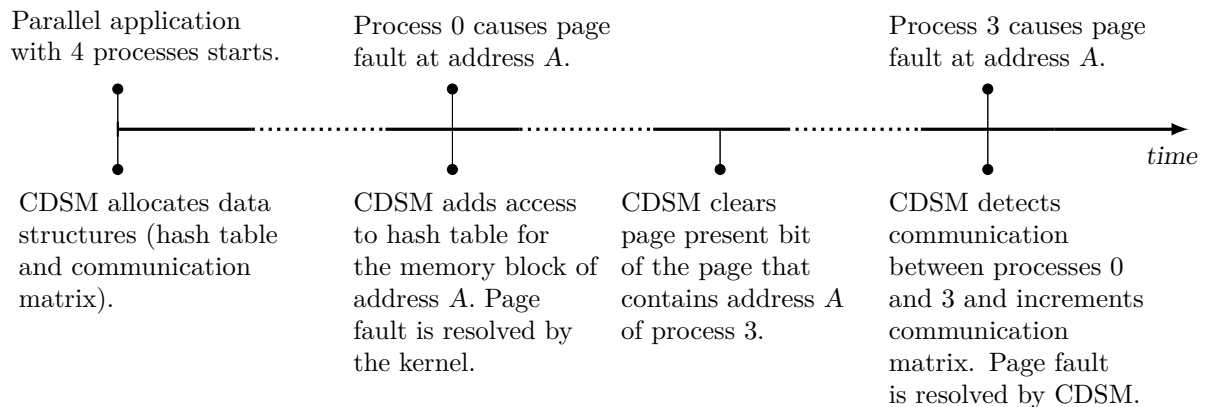 Parallel application
with 4 processes starts.
Process 0 causes page
fault at address A.
Process 3 causes page
fault at address A.
time
CDSM allocates data
structures (hash table
and communication
matrix).
CDSM adds access
to hash table for
the memory block of
address A. Page
fault is resolved by
the kernel.
CDSM clears
page present bit
of the page that
contains address A
of process 3.
CDSM detects
communication
between processes 0
and 3 and increments
communication
matrix. Page fault
is resolved by CDSM.